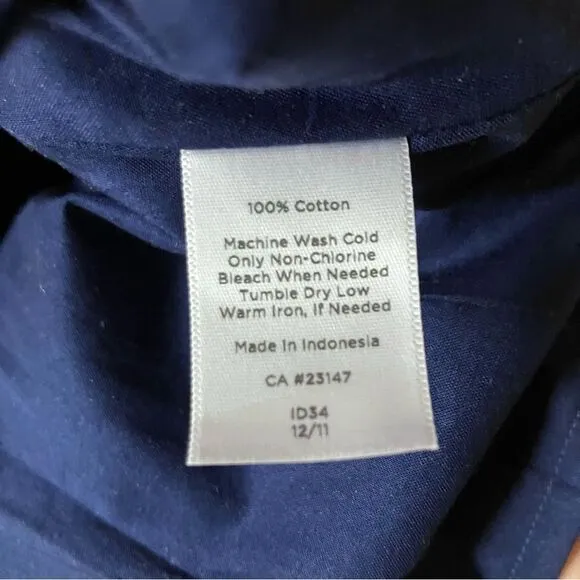 100% Cotton
Machine Wash Cold
Only Non-Chlorine
Bleach When Needed
Tumble Dry Low
Warm Iron, If Needed
Made In Indonesia
CA #23147
ID34
12/11